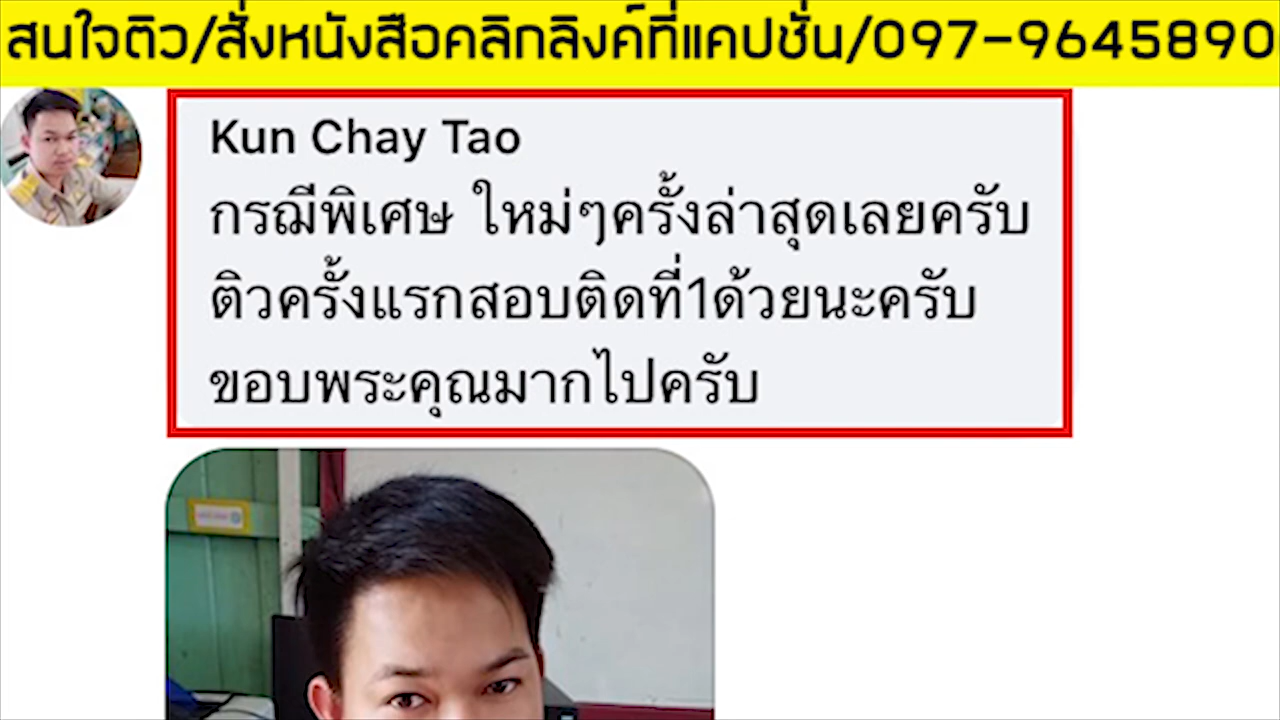 สนใจติว/สั่งหนังสือคลิกลิงค์ที่แคปชั่น/097-9645890
Kun Chay Tao
กรฌีพิเศษ ใหม่ๆครั้งล่าสุดเลยครับ
ติวครั้งแรกสอบติดที่1ด้วยนะครับ
ขอบพระคุณมากไปครับ